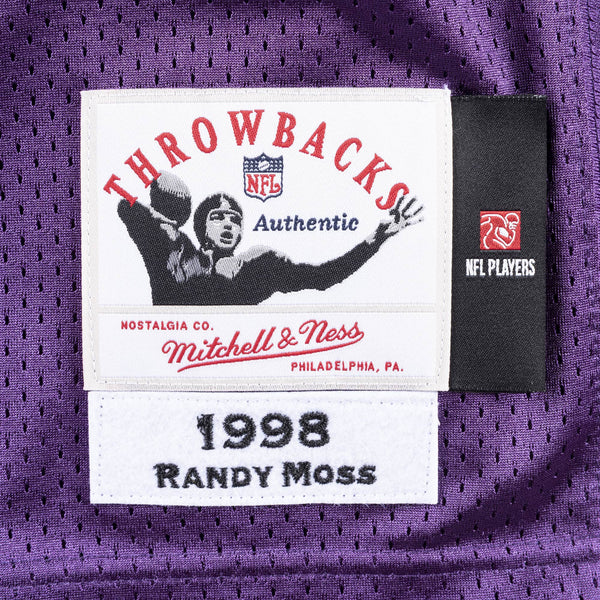 THROWBACKS
NFL
Authentic
NFL PLAYERS
NOSTALGIA CO.
Mitchell & Ness
PHILADELPHIA, PA.
1998
RANDY MOSS